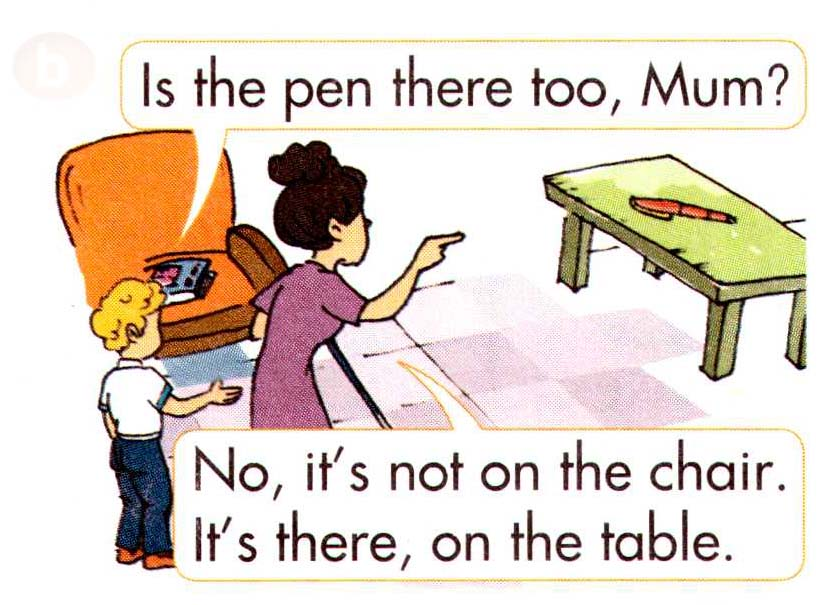 b
Is the pen there too, Mum?
No, it's not on the chair.
It's there, on the table.